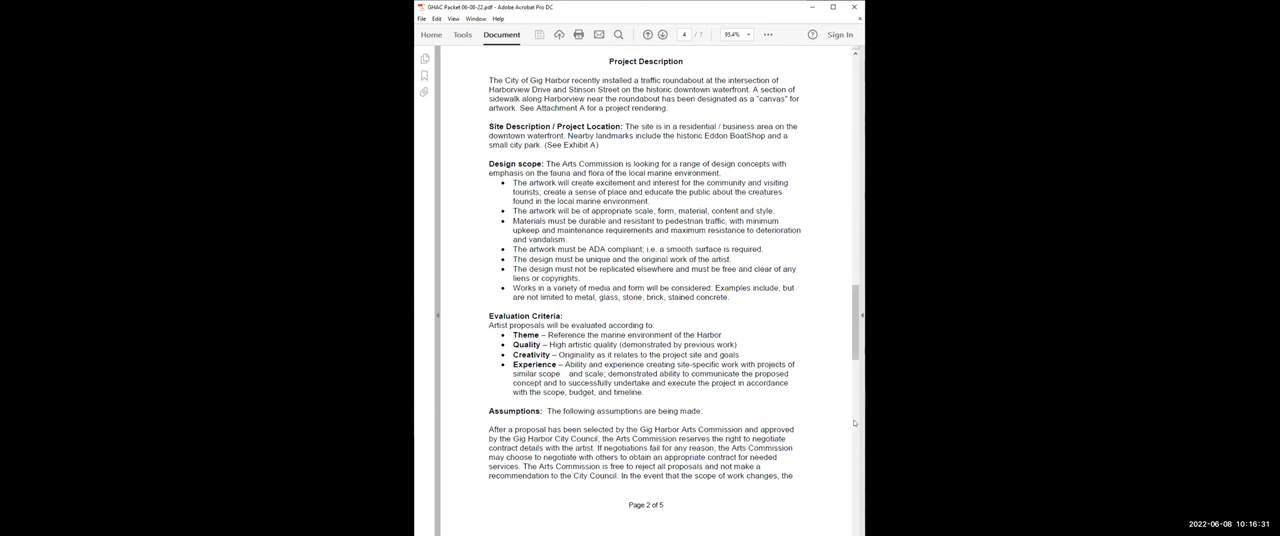 GHAC Packet 06-08-22.pdf - Adobe Acrobat Pro DC
File Edit View Window Help
Home Tools Document 4 / 7 93.4% Sign In
Project Description
The City of Gig Harbor recently installed a traffic roundabout at the intersection of
Harborview Drive and Stinson Street on the historic downtown waterfront. A section of
sidewalk along Harborview near the roundabout has been designated as a "canvas" for
artwork. See Attachment A for a project rendering.
Site Description / Project Location: The site is in a residential / business area on the
downtown waterfront. Nearby landmarks include the historic Eddon BoatShop and a
small city park. (See Exhibit A)
Design scope: The Arts Commission is looking for a range of design concepts with
emphasis on the fauna and flora of the local marine environment.
• The artwork will create excitement and interest for the community and visiting
tourists; create a sense of place and educate the public about the creatures
found in the local marine environment.
• The artwork will be of appropriate scale, form, material, content and style.
• Materials must be durable and resistant to pedestrian traffic, with minimum
upkeep and maintenance requirements and maximum resistance to deterioration
and vandalism.
• The artwork must be ADA compliant; i.e. a smooth surface is required.
• The design must be unique and the original work of the artist.
• The design must not be replicated elsewhere and must be free and clear of any
liens or copyrights.
• Works in a variety of media and form will be considered. Examples include, but
are not limited to metal, glass, stone, brick, stained concrete.
Evaluation Criteria:
Artist proposals will be evaluated according to:
• Theme – Reference the marine environment of the Harbor
• Quality – High artistic quality (demonstrated by previous work)
• Creativity – Originality as it relates to the project site and goals
• Experience – Ability and experience creating site-specific work with projects of
similar scope and scale; demonstrated ability to communicate the proposed
concept and to successfully undertake and execute the project in accordance
with the scope, budget, and timeline.
Assumptions: The following assumptions are being made:
After a proposal has been selected by the Gig Harbor Arts Commission and approved
by the Gig Harbor City Council, the Arts Commission reserves the right to negotiate
contract details with the artist. If negotiations fail for any reason, the Arts Commission
may choose to negotiate with others to obtain an appropriate contract for needed
services. The Arts Commission is free to reject all proposals and not make a
recommendation to the City Council. In the event that the scope of work changes, the
Page 2 of 5
2022-06-08 10:16:31